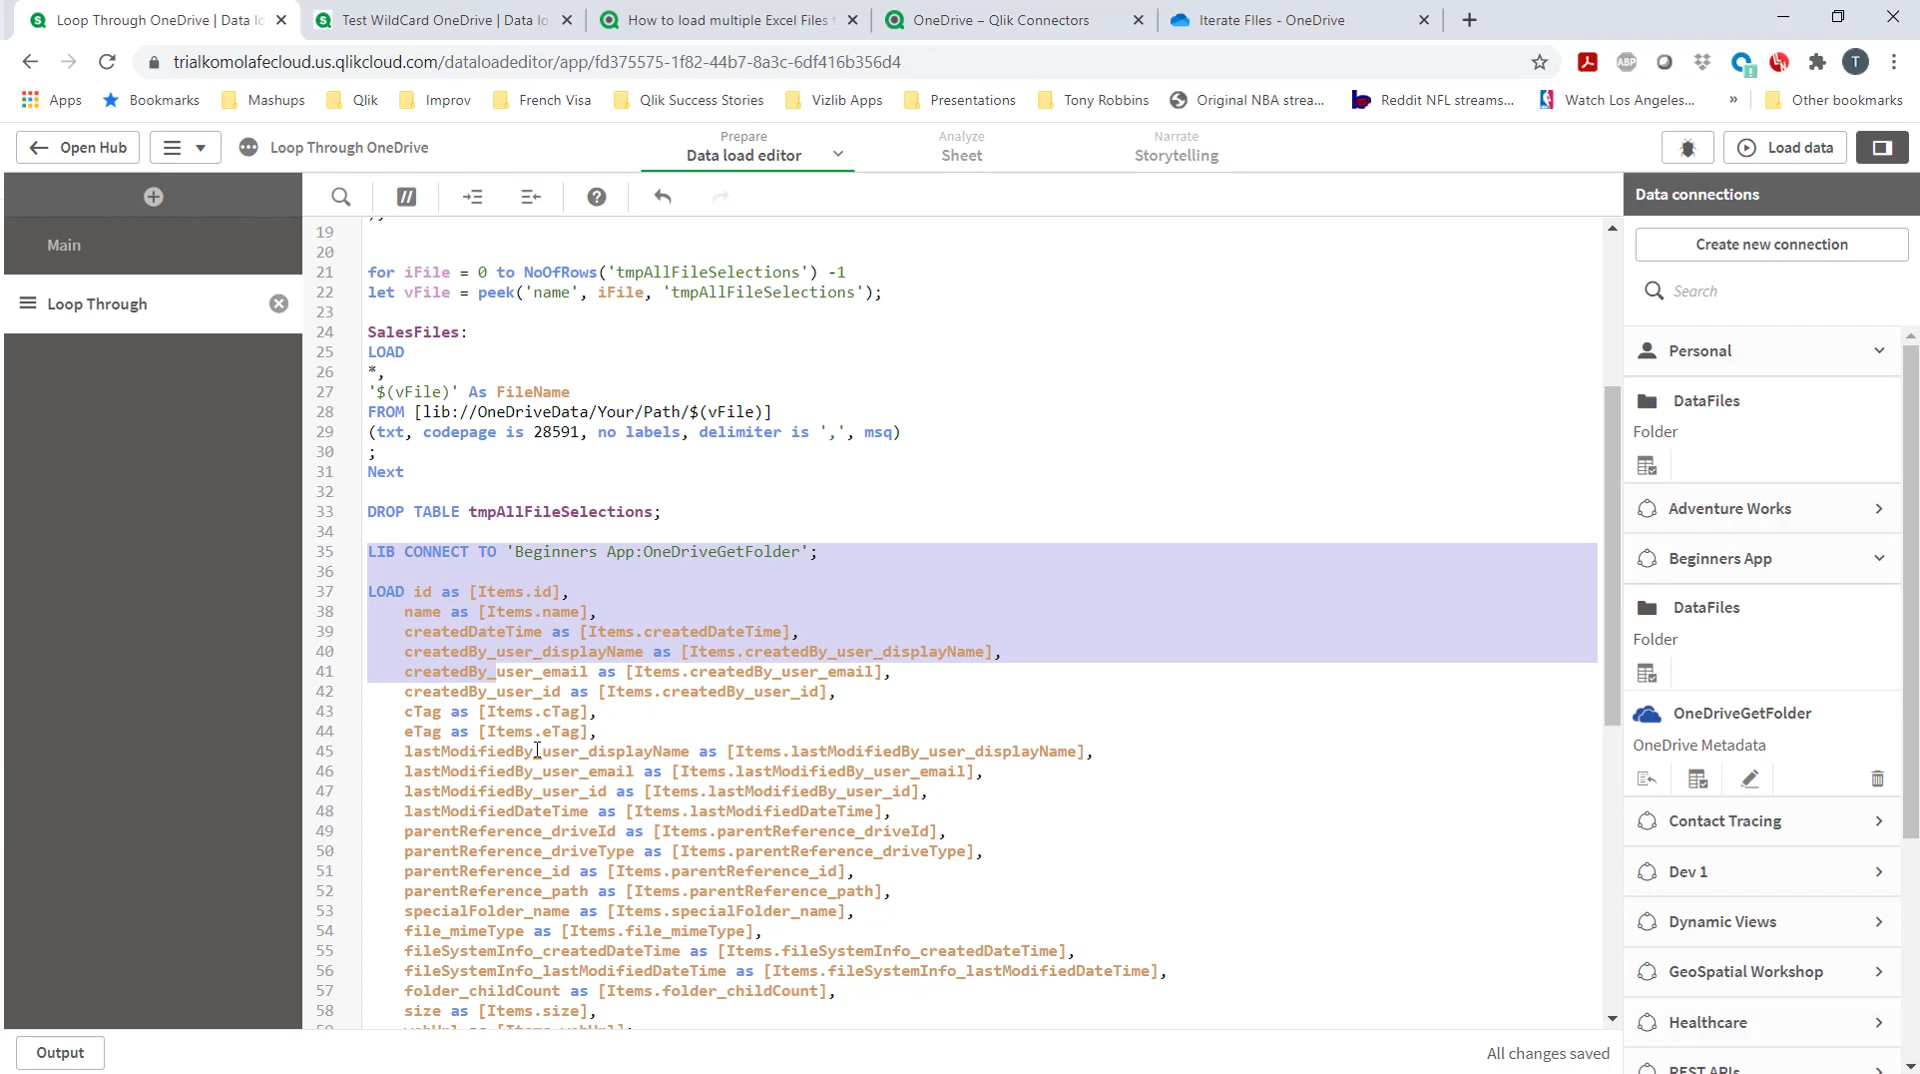 Loop Through OneDrive | Data lo
Test WildCard OneDrive | Data lo
How to load multiple Excel Files f
OneDrive – Qlik Connectors
Iterate FIles - OneDrive
trialkomolafecloud.us.qlikcloud.com/dataloadeditor/app/fd375575-1f82-44b7-8a3c-6df416b356d4
ABP
T
Apps
Bookmarks
Mashups
Qlik
Improv
French Visa
Qlik Success Stories
Vizlib Apps
Presentations
Tony Robbins
Original NBA strea...
Reddit NFL streams...
Watch Los Angeles...
»
Other bookmarks
Open Hub
Loop Through OneDrive
Prepare
Data load editor
Analyze
Sheet
Narrate
Storytelling
Load data
Main
Loop Through
19
20
21 for iFile = 0 to NoOfRows('tmpAllFileSelections') -1
22 let vFile = peek('name', iFile, 'tmpAllFileSelections');
23
24 SalesFiles:
25 LOAD
26 *,
27 '$(vFile)' As FileName
28 FROM [lib://OneDriveData/Your/Path/$(vFile)]
29 (txt, codepage is 28591, no labels, delimiter is ',', msq)
30 ;
31 Next
32
33 DROP TABLE tmpAllFileSelections;
34
35 LIB CONNECT TO 'Beginners App:OneDriveGetFolder';
36
37 LOAD id as [Items.id],
38 name as [Items.name],
39 createdDateTime as [Items.createdDateTime],
40 createdBy_user_displayName as [Items.createdBy_user_displayName],
41 createdBy_user_email as [Items.createdBy_user_email],
42 createdBy_user_id as [Items.createdBy_user_id],
43 cTag as [Items.cTag],
44 eTag as [Items.eTag],
45 lastModifiedBy_user_displayName as [Items.lastModifiedBy_user_displayName],
46 lastModifiedBy_user_email as [Items.lastModifiedBy_user_email],
47 lastModifiedBy_user_id as [Items.lastModifiedBy_user_id],
48 lastModifiedDateTime as [Items.lastModifiedDateTime],
49 parentReference_driveId as [Items.parentReference_driveId],
50 parentReference_driveType as [Items.parentReference_driveType],
51 parentReference_id as [Items.parentReference_id],
52 parentReference_path as [Items.parentReference_path],
53 specialFolder_name as [Items.specialFolder_name],
54 file_mimeType as [Items.file_mimeType],
55 fileSystemInfo_createdDateTime as [Items.fileSystemInfo_createdDateTime],
56 fileSystemInfo_lastModifiedDateTime as [Items.fileSystemInfo_lastModifiedDateTime],
57 folder_childCount as [Items.folder_childCount],
58 size as [Items.size],
Data connections
Create new connection
Search
Personal
DataFiles
Folder
Adventure Works
Beginners App
DataFiles
Folder
OneDriveGetFolder
OneDrive Metadata
Contact Tracing
Dev 1
Dynamic Views
GeoSpatial Workshop
Healthcare
Output
All changes saved